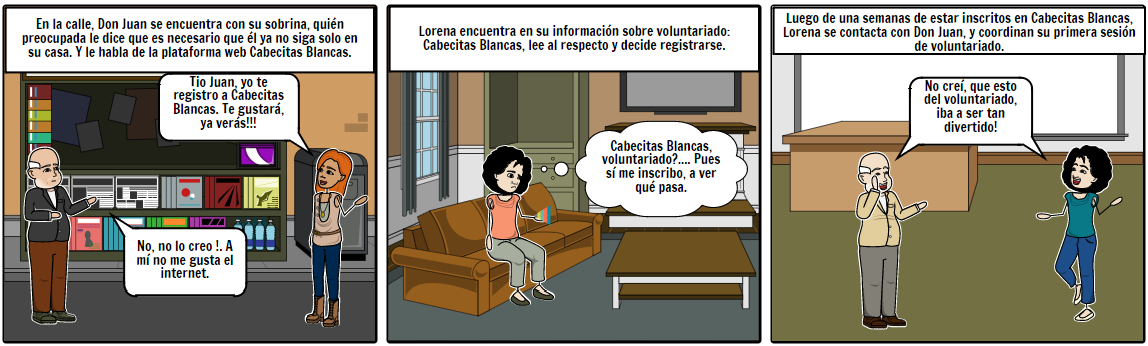 En la calle, Don Juan se encuentra con su sobrina, quién
preocupada le dice que es necesario que él ya no siga solo en
su casa. Y le habla de la plataforma web Cabecitas Blancas.
Tio Juan, yo te
registro a Cabecitas
Blancas. Te gustará,
ya verás!!!
No, no lo creo !. A
mí no me gusta el
internet.
Lorena encuentra en su información sobre voluntariado:
Cabecitas Blancas, lee al respecto y decide registrarse.
Cabecitas Blancas,
voluntariado?.... Pues
sí me inscribo, a ver
qué pasa.
Luego de una semanas de estar inscritos en Cabecitas Blancas,
Lorena se contacta con Don Juan, y coordinan su primera sesión
de voluntariado.
No creí, que esto
del voluntariado,
iba a ser tan
divertido!